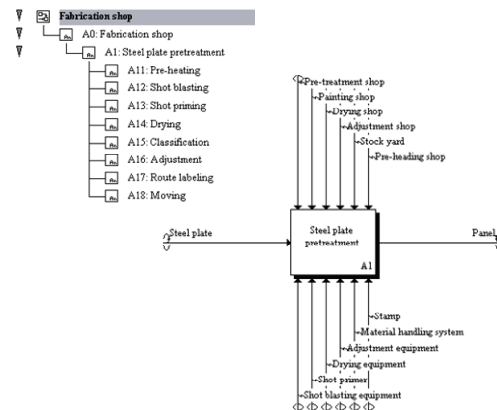 Fabrication shop
A0: Fabrication shop
A1: Steel plate pretreatment
A11: Pre-heating
A12: Shot blasting
A13: Shot priming
A14: Drying
A15: Classification
A16: Adjustment
A17: Route labeling
A18: Moving
Pre-treatment shop
Painting shop
Drying shop
Adjustment shop
Stock yard
Pre-heading shop
Steel plate
Steel plate
pretreatment
A1
Panel
Stamp
Material handling system
Adjustment equipment
Drying equipment
Shot primer
Shot blasting equipment